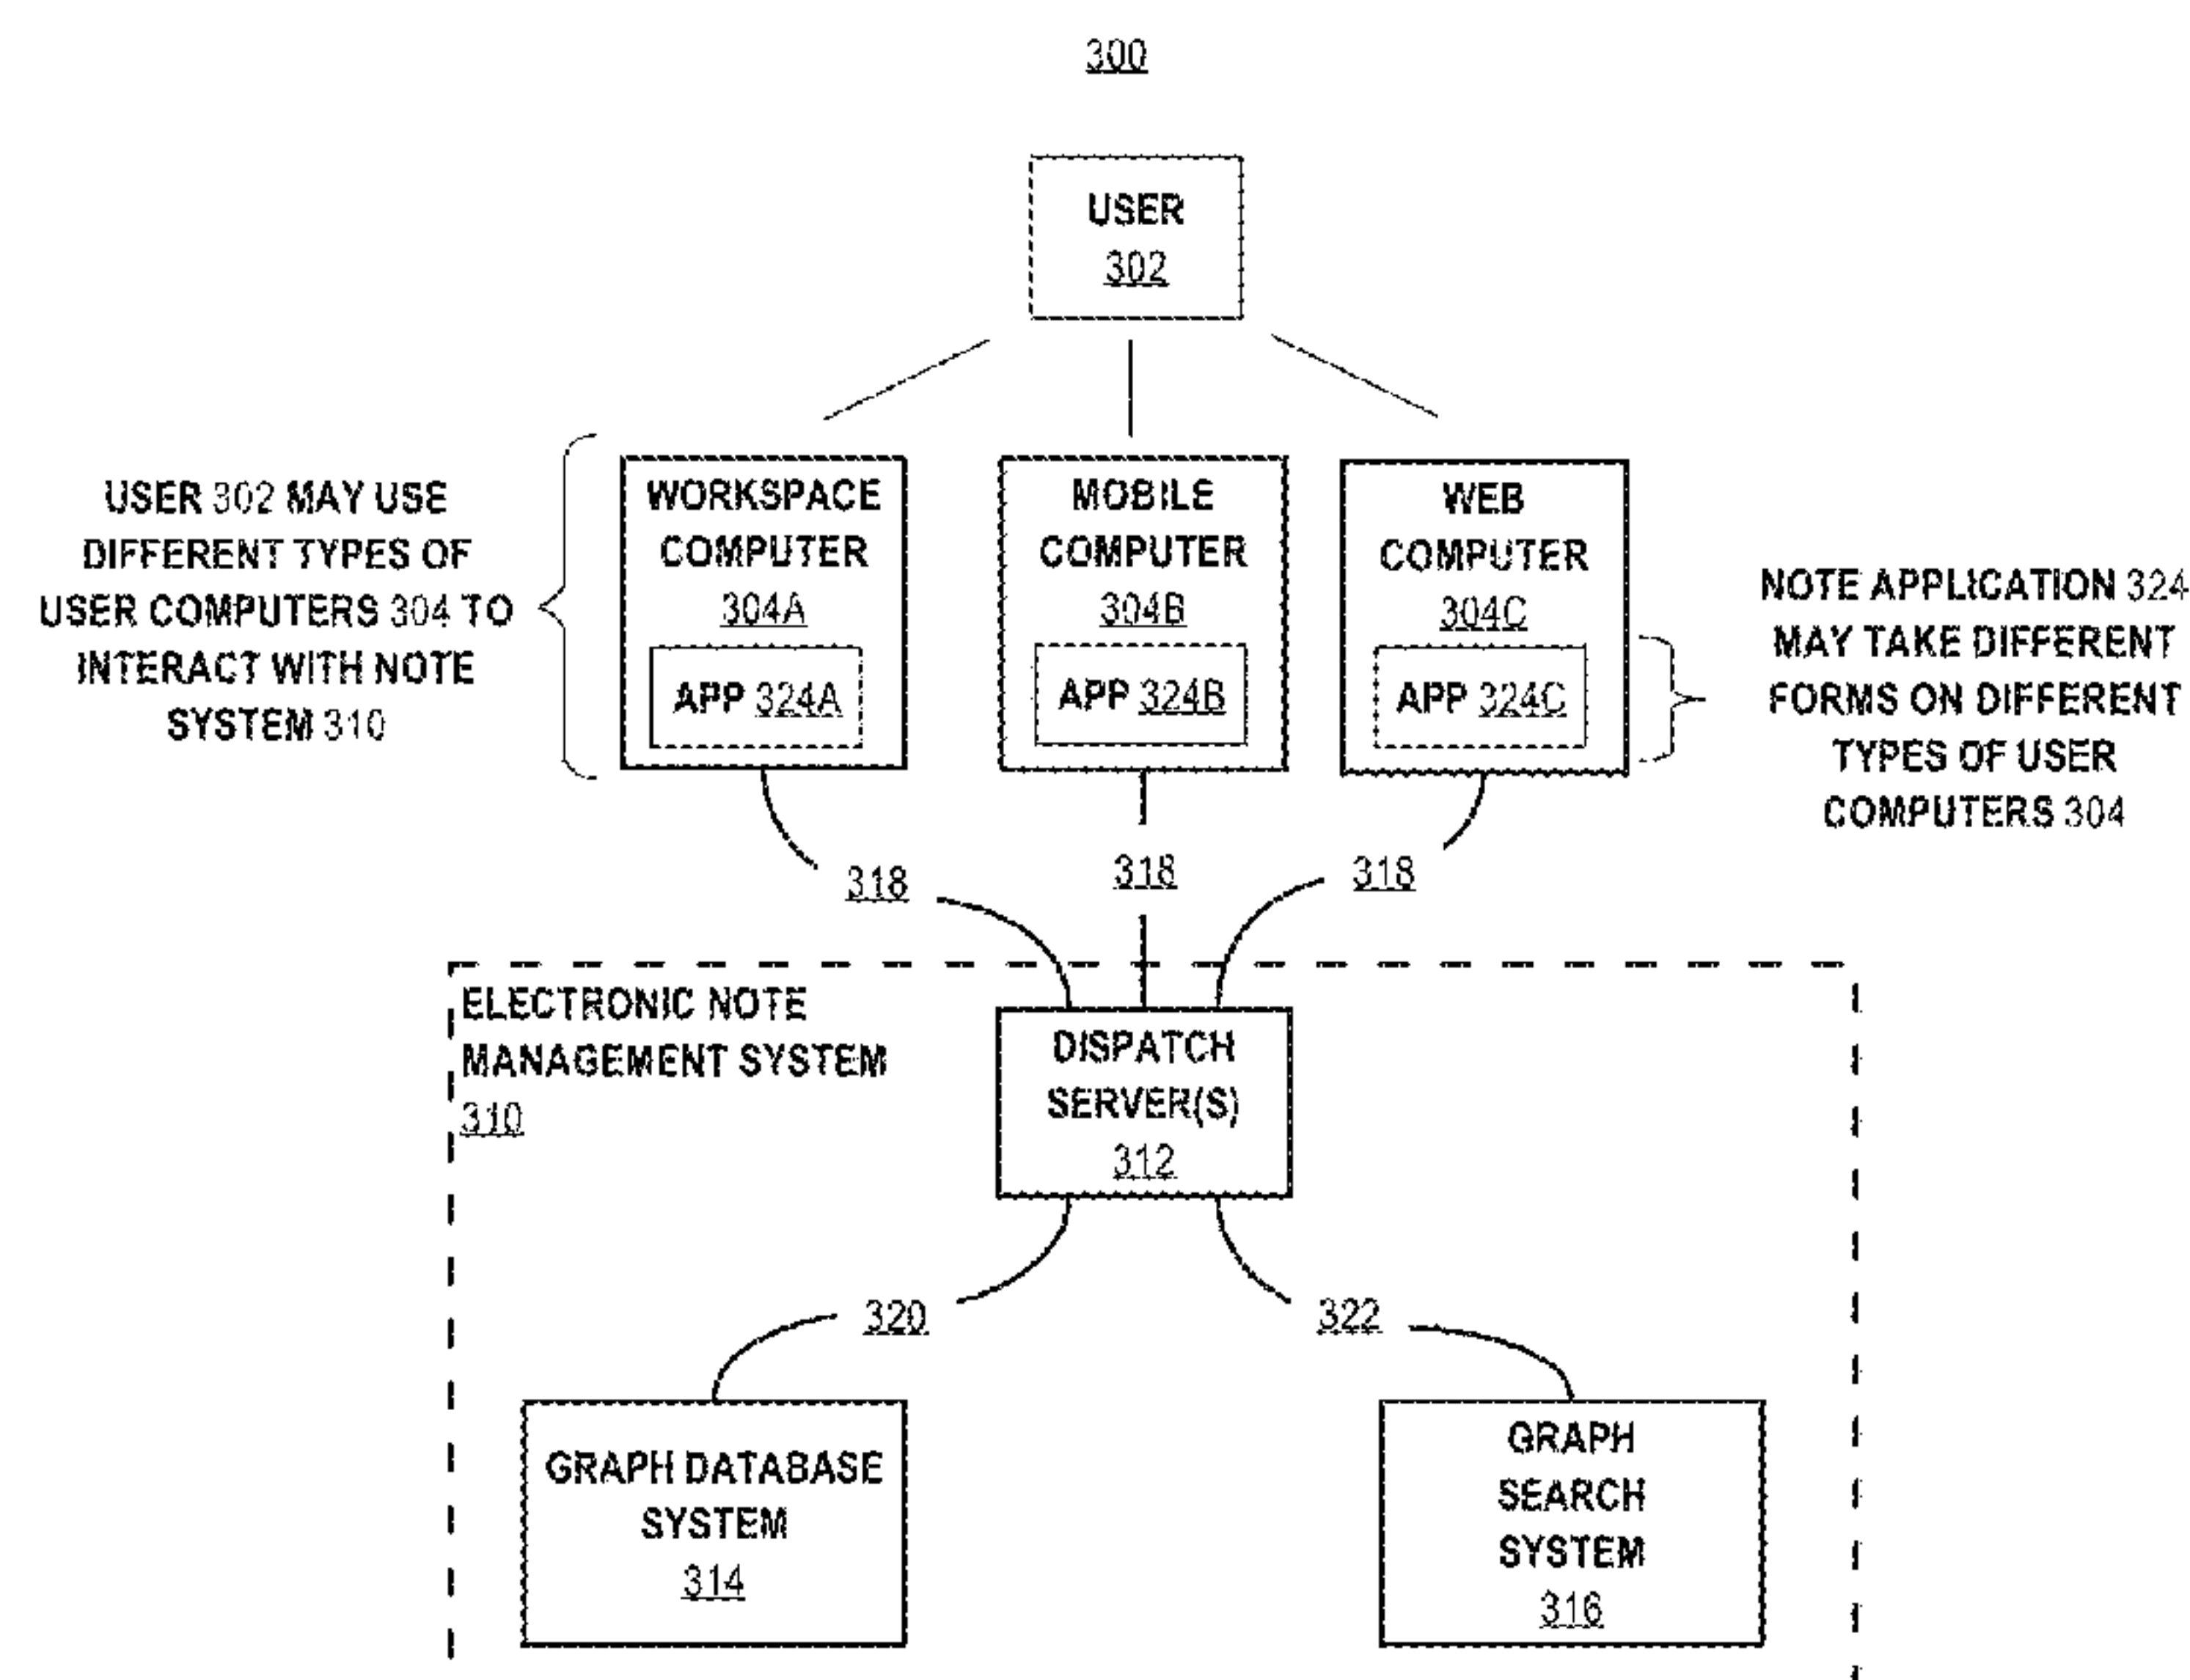 300
USER
302
USER 302 MAY USE
DIFFERENT TYPES OF
USER COMPUTERS 304 TO
INTERACT WITH NOTE
SYSTEM 310
WORKSPACE
COMPUTER
304A
APP 324A
MOBILE
COMPUTER
304B
APP 324B
WEB
COMPUTER
304C
APP 324C
NOTE APPLICATION 324
MAY TAKE DIFFERENT
FORMS ON DIFFERENT
TYPES OF USER
COMPUTERS 304
318
318
318
ELECTRONIC NOTE
MANAGEMENT SYSTEM
310
DISPATCH
SERVER(S)
312
320
322
GRAPH DATABASE
SYSTEM
314
GRAPH
SEARCH
SYSTEM
316